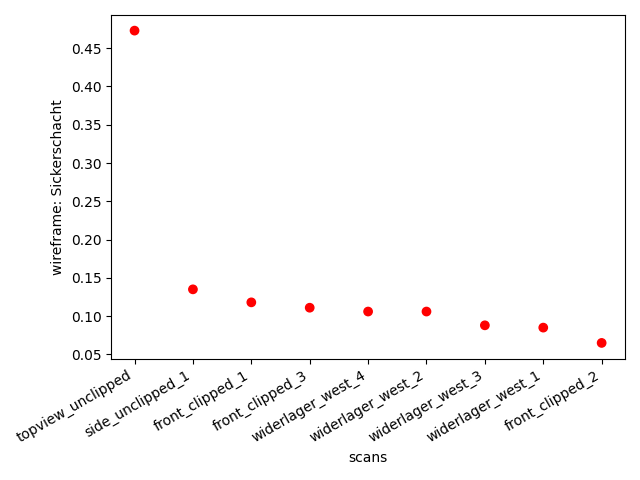 wireframe: Sickerschacht
0.45
0.40
0.35
0.30
0.25
0.20
0.15
0.10
0.05
topview_unclipped
side_unclipped_1
front_clipped_1
front_clipped_3
widerlager_west_4
widerlager_west_2
widerlager_west_3
widerlager_west_1
front_clipped_2
scans